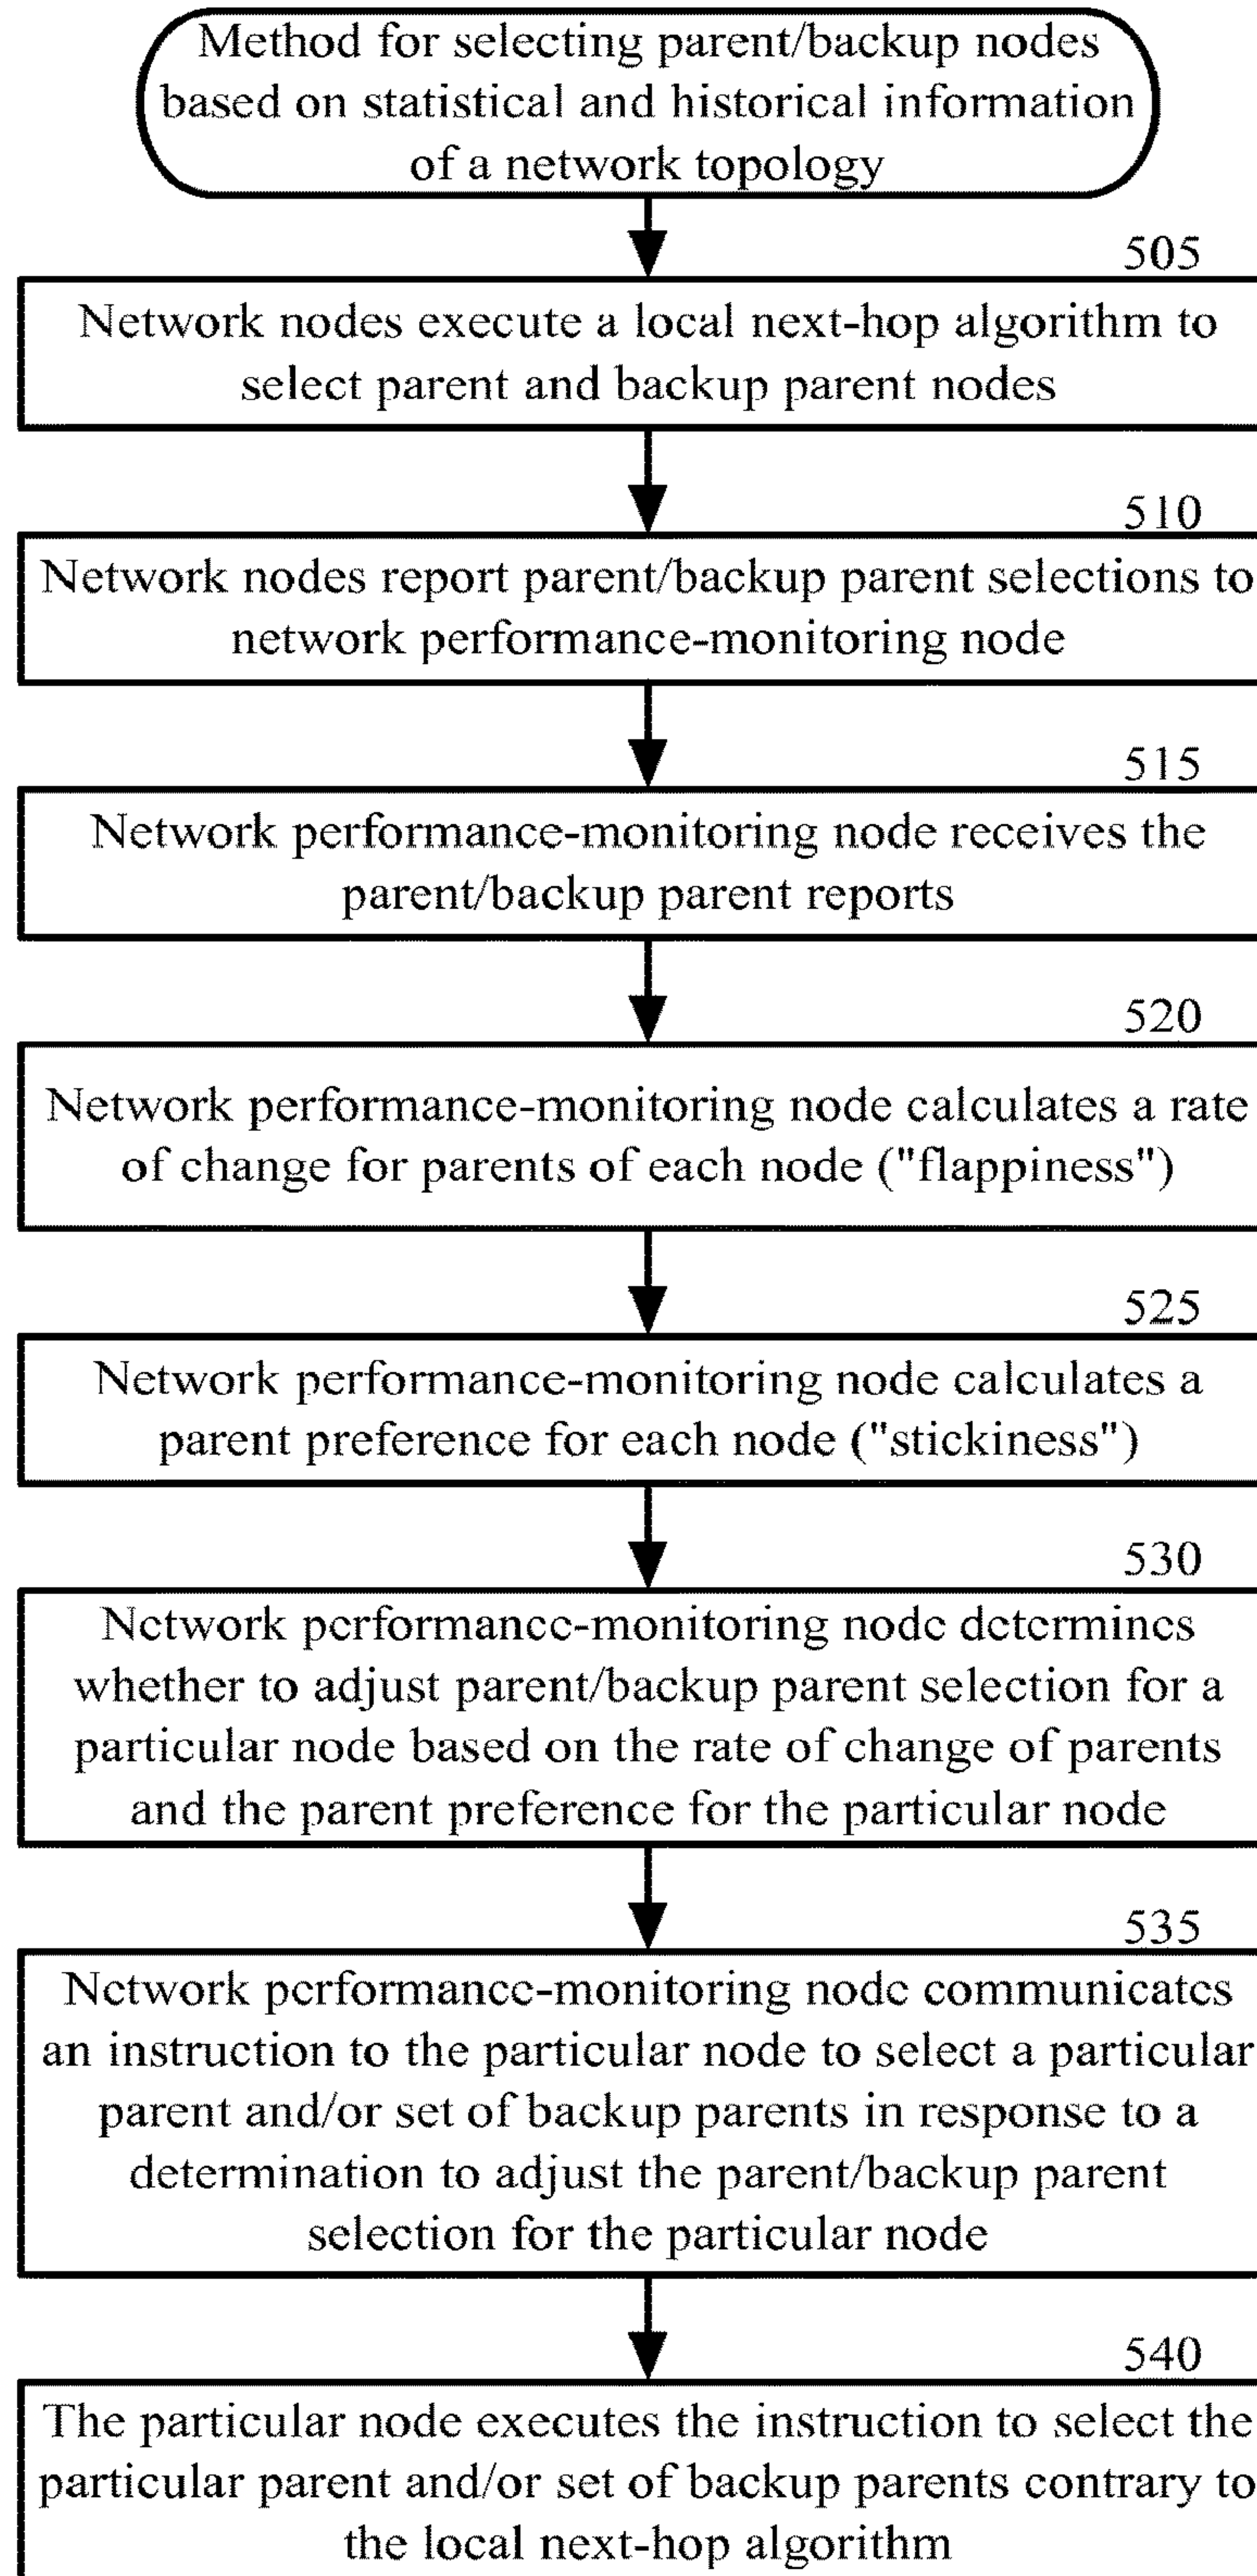 Method for selecting parent/backup nodes
based on statistical and historical information
of a network topology
505
Network nodes execute a local next-hop algorithm to
select parent and backup parent nodes
510
Network nodes report parent/backup parent selections to
network performance-monitoring node
515
Network performance-monitoring node receives the
parent/backup parent reports
520
Network performance-monitoring node calculates a rate
of change for parents of each node ("flappiness")
525
Network performance-monitoring node calculates a
parent preference for each node ("stickiness")
530
Network performance-monitoring node determines
whether to adjust parent/backup parent selection for a
particular node based on the rate of change of parents
and the parent preference for the particular node
535
Network performance-monitoring node communicates
an instruction to the particular node to select a particular
parent and/or set of backup parents in response to a
determination to adjust the parent/backup parent
selection for the particular node
540
The particular node executes the instruction to select the
particular parent and/or set of backup parents contrary to
the local next-hop algorithm